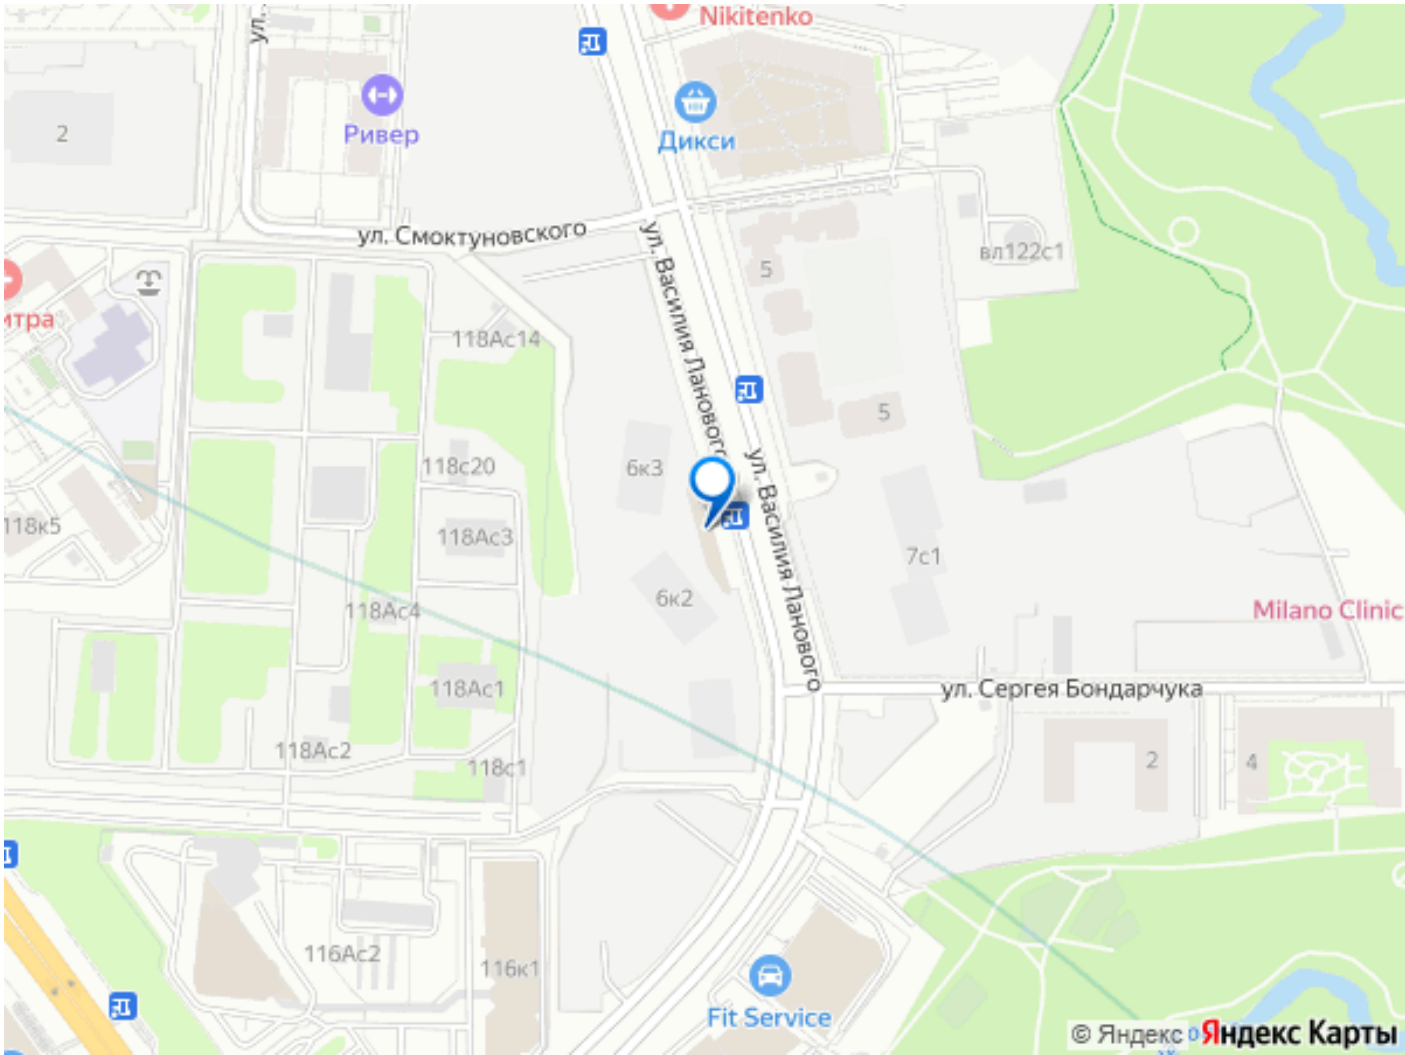 Nikitenko
ул.
Ривер
Дикси
2
ул. Смоктуновского
ул. Василия Ланового
5
вл122с1
итра
118Ас14
5
118с20
6к3
ул. Василия Ланового
118к5
118Ас3
7с1
6к2
118Ас4
Milano Clinic
118Ас1
ул. Сергея Бондарчука
118Ас2
118с1
2
4
116Ас2
116к1
Fit Service
© Яндекс Яндекс Карты